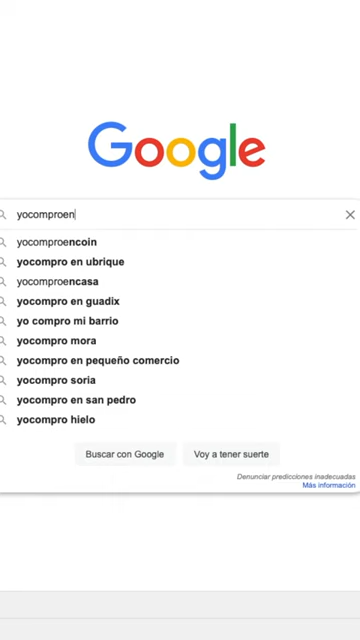 Google
yocomproen
yocomproencoin
yocompro en ubrique
yocomproencasa
yocompro en guadix
yo compro mi barrio
yocompro mora
yocompro en pequeño comercio
yocompro soria
yocompro en san pedro
yocompro hielo
Buscar con Google Voy a tener suerte
Denunciar predicciones inadecuadas
Más información